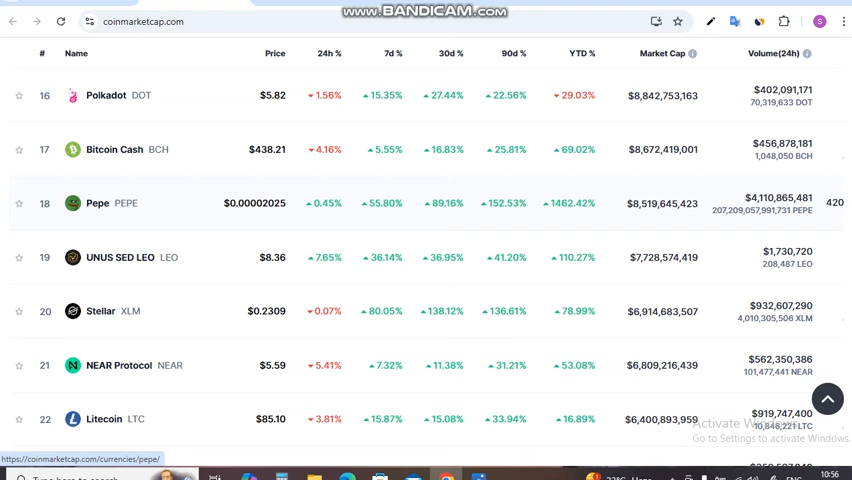 www.BANDICAM.com
coinmarketcap.com
S
# Name Price 24h % 7d % 30d % 90d % YTD % Market Cap Volume(24h)
16 Polkadot DOT $5.82 1.56% 15.35% 27.44% 22.56% 29.03% $8,842,753,163 $402,091,171
70,319,633 DOT
17 Bitcoin Cash BCH $438.21 4.16% 5.55% 16.83% 25.81% 69.02% $8,672,419,001 $456,878,181
1,048,050 BCH
18 Pepe PEPE $0.00002025 0.45% 55.80% 89.16% 152.53% 1462.42% $8,519,645,423 $4,110,865,481 420
207,209,057,991,731 PEPE
19 UNUS SED LEO LEO $8.36 7.65% 36.14% 36.95% 41.20% 110.27% $7,728,574,419 $1,730,720
208,487 LEO
20 Stellar XLM $0.2309 0.07% 80.05% 138.12% 136.61% 78.99% $6,914,683,507 $932,607,290
4,010,305,506 XLM
21 NEAR Protocol NEAR $5.59 5.41% 7.32% 11.38% 31.21% 53.08% $6,809,216,439 $562,350,386
101,477,441 NEAR
22 Litecoin LTC $85.10 3.81% 15.87% 15.08% 33.94% 16.89% $6,400,893,959 $919,747,400
10,846,221 LTC
Activate Windows
Go to Settings to activate Windows.
https://coinmarketcap.com/currencies/pepe/
10:56